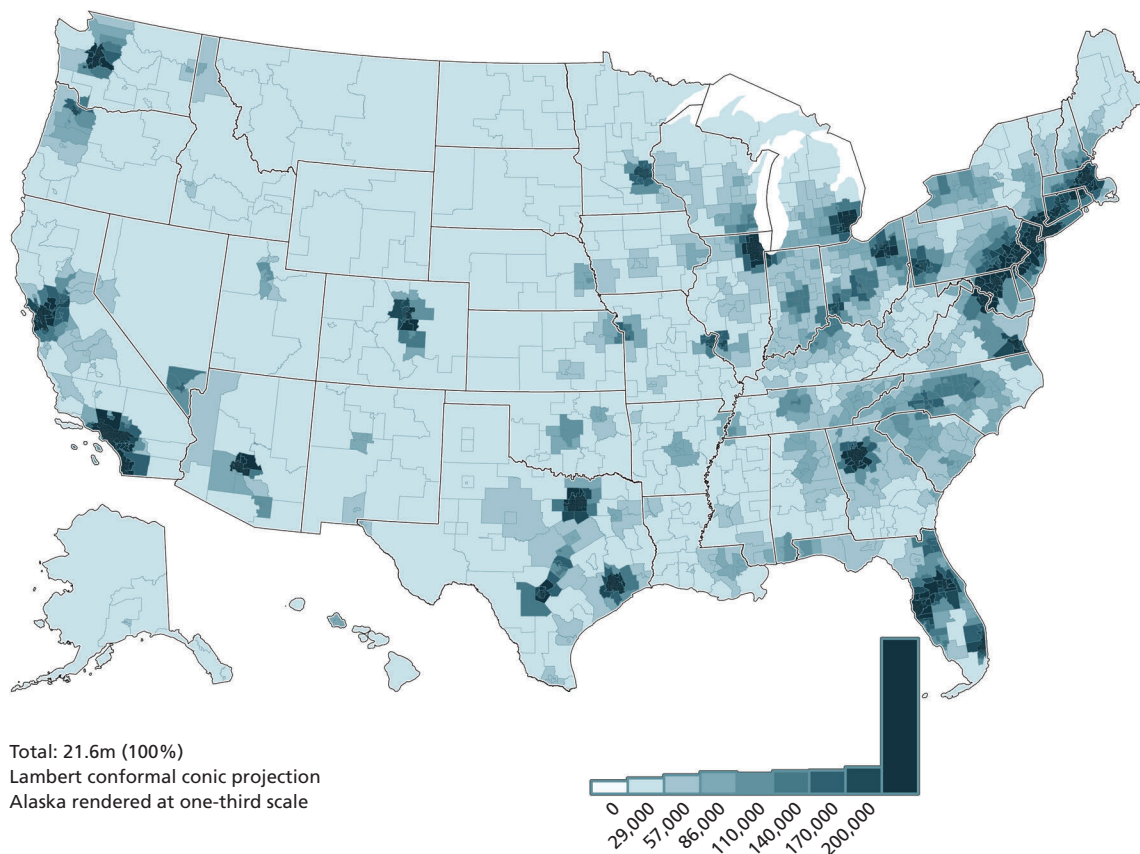 Total: 21.6m (100%)
Lambert conformal conic projection
Alaska rendered at one-third scale
0
29,000
57,000
86,000
110,000
140,000
170,000
200,000